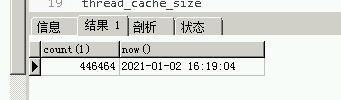 19 thread_cache_size
信息 结果 1 剖析 状态
count(1) now()
446464 2021-01-02 16:19:04